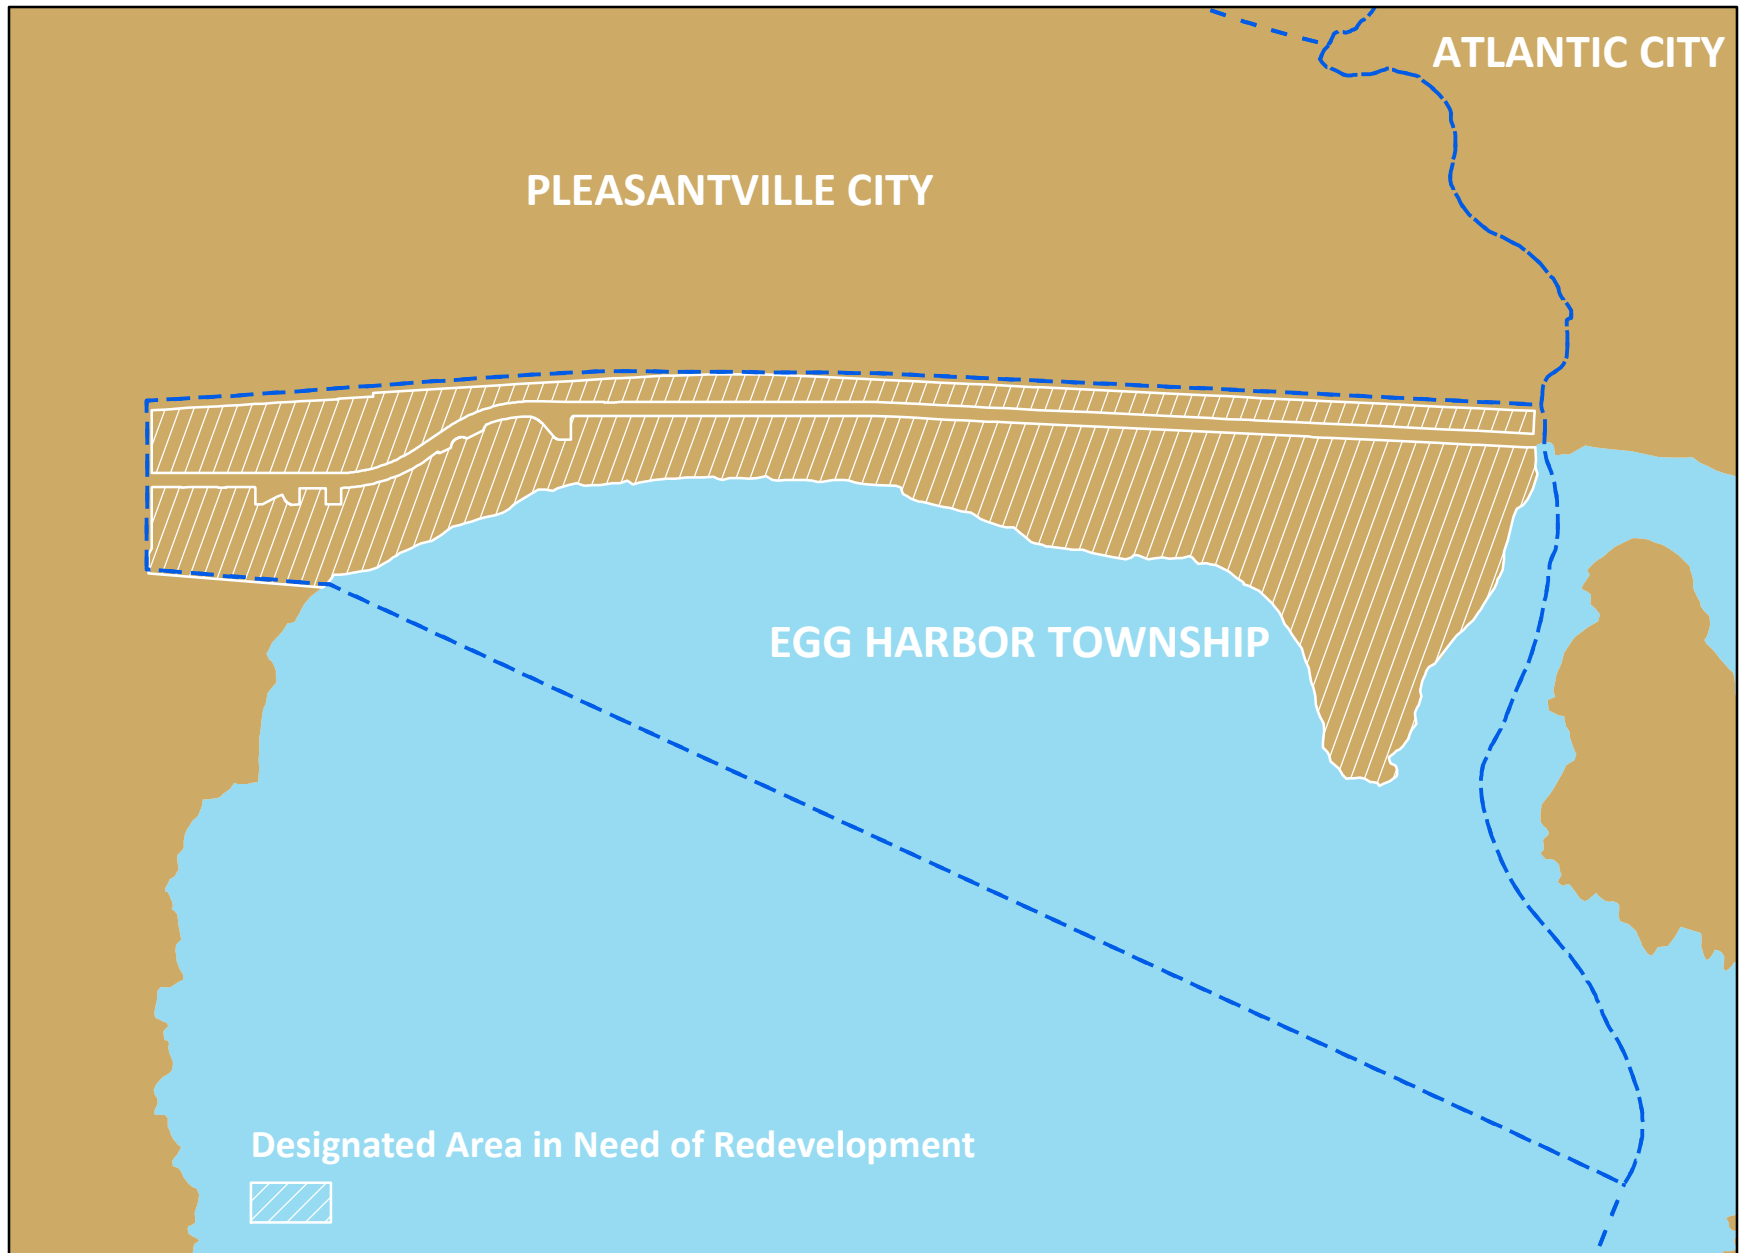 ATLANTIC CITY
PLEASANTVILLE CITY
EGG HARBOR TOWNSHIP
Designated Area in Need of Redevelopment